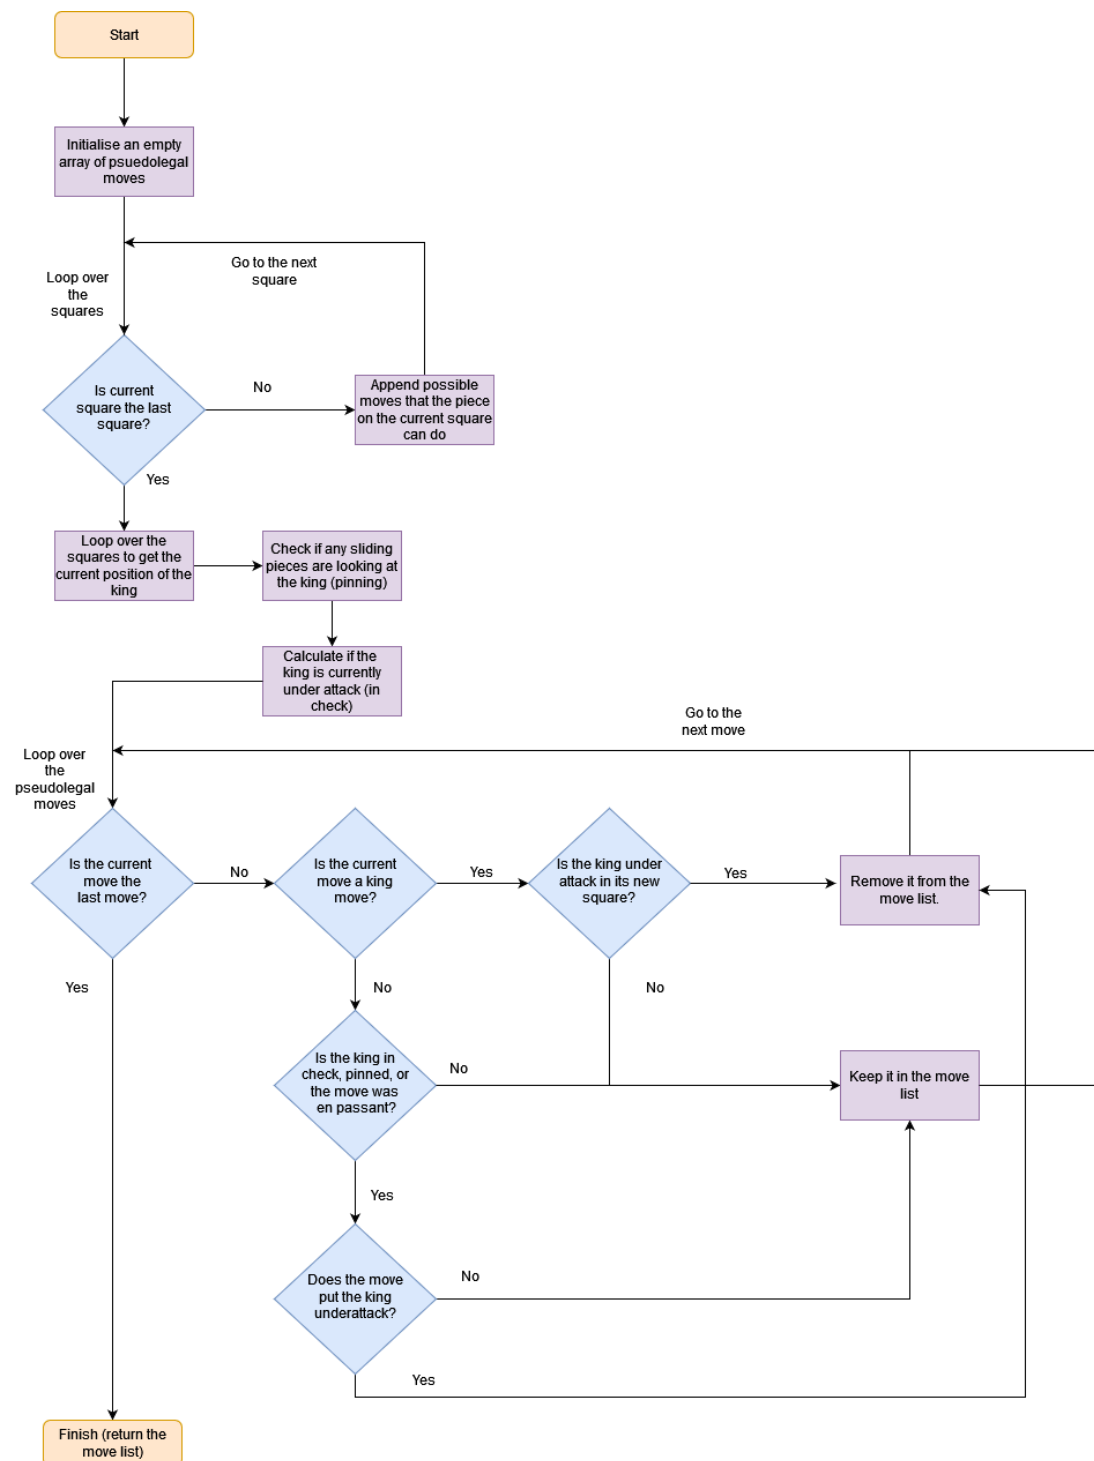 Start
Initialise an empty
array of psuedolegal
moves
Go to the next
square
Loop over
the
squares
Is current
square the last
square?
No
Append possible
moves that the piece
on the current square
can do
Yes
Loop over the
squares to get the
current position of the
king
Check if any sliding
pieces are looking at
the king (pinning)
Calculate if the
king is currently
under attack (in
check)
Go to the
next move
Loop over
the
pseudolegal
moves
Is the current
move the
last move?
No
Is the current
move a king
move?
Yes
Is the king under
attack in its new
square?
Yes
Remove it from the
move list.
Yes
No
No
Is the king in
check, pinned, or
the move was
en passant?
No
Keep it in the move
list
Yes
Does the move
put the king
underattack?
No
Yes
Finish (return the
move list)